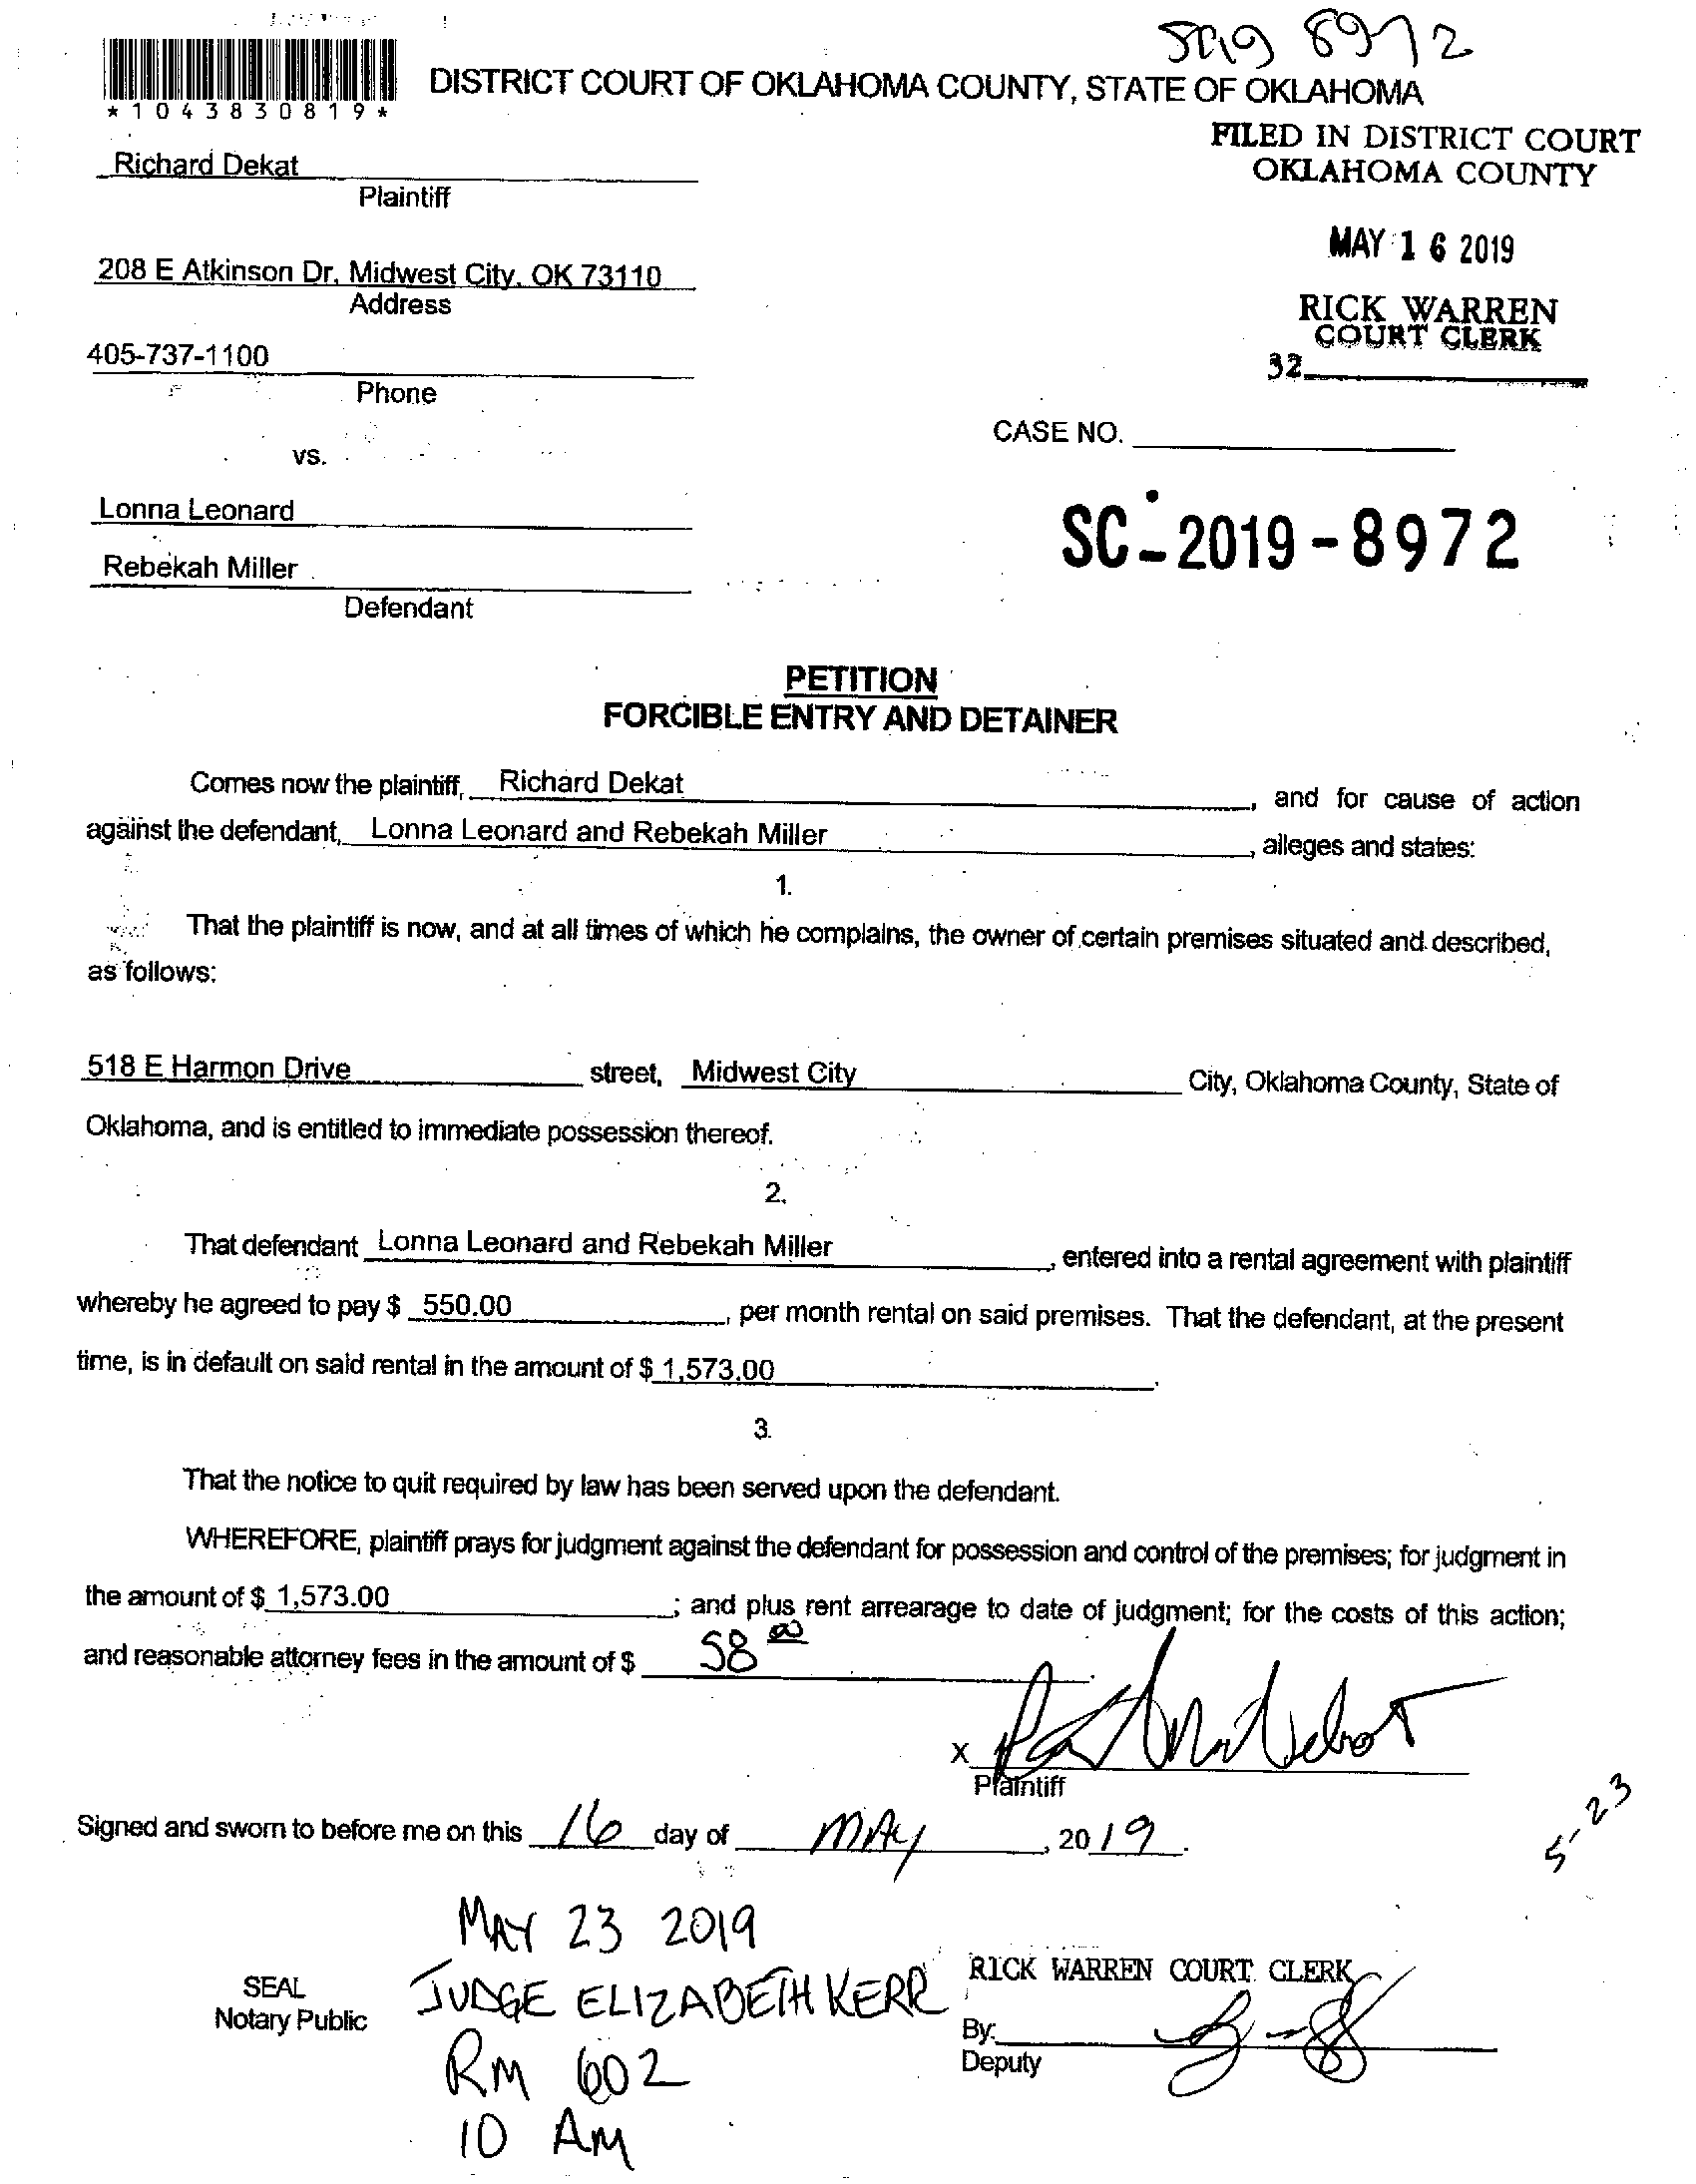 SC19 8972
*1043830819*
DISTRICT COURT OF OKLAHOMA COUNTY, STATE OF OKLAHOMA
FILED IN DISTRICT COURT
OKLAHOMA COUNTY
Richard Dekat
Plaintiff
MAY 16 2019
208 E Atkinson Dr, Midwest City, OK 73110
Address
RICK WARREN
COURT CLERK
405-737-1100
32
Phone
CASE NO.
vs.
Lonna Leonard
SC-2019-8972
Rebekah Miller
Defendant
PETITION
FORCIBLE ENTRY AND DETAINER
Comes now the plaintiff, Richard Dekat, and for cause of action
against the defendant, Lonna Leonard and Rebekah Miller, alleges and states:
1.
That the plaintiff is now, and at all times of which he complains, the owner of certain premises situated and described,
as follows:
518 E Harmon Drive street, Midwest City City, Oklahoma County, State of
Oklahoma, and is entitled to immediate possession thereof.
2.
That defendant Lonna Leonard and Rebekah Miller, entered into a rental agreement with plaintiff
whereby he agreed to pay $ 550.00, per month rental on said premises. That the defendant, at the present
time, is in default on said rental in the amount of $ 1,573.00.
3.
That the notice to quit required by law has been served upon the defendant.
WHEREFORE, plaintiff prays for judgment against the defendant for possession and control of the premises; for judgment in
the amount of $ 1,573.00; and plus rent arrearage to date of judgment; for the costs of this action;
and reasonable attorney fees in the amount of $ 58 00
X
Plaintiff
Signed and sworn to before me on this 16 day of MAY, 2019.
5-23
MAY 23 2019
SEAL
Notary Public
JUDGE ELIZABETH KERR
RICK WARREN COURT CLERK
By:
Deputy
RM 602
10 AM